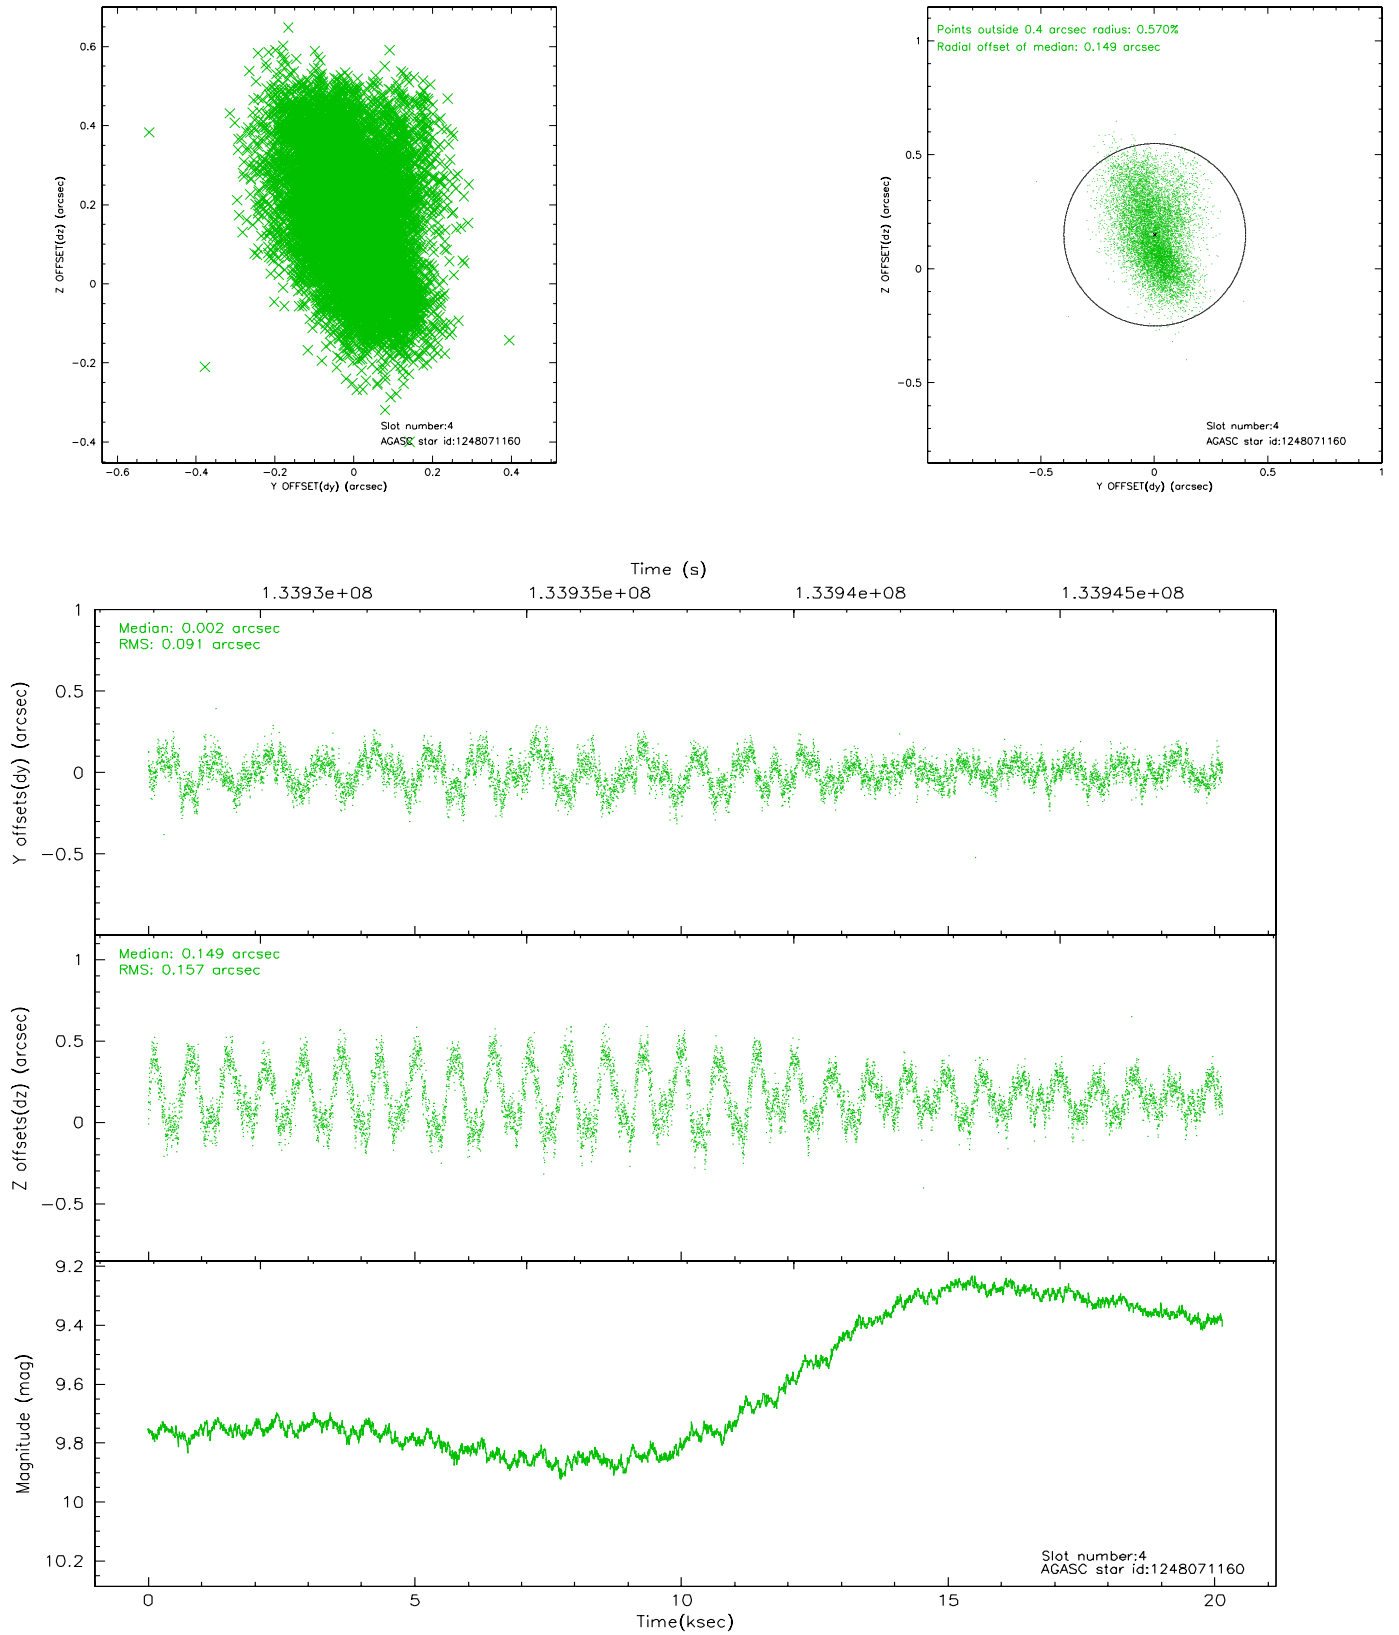 0.6
0.4
0.2
0
−0.2
−0.4
Z OFFSET(dz) (arcsec)
Slot number:4
AGASC star id:1248071160
−0.6 −0.4 −0.2 0 0.2 0.4
Y OFFSET(dy) (arcsec)
Points outside 0.4 arcsec radius: 0.570%
Radial offset of median: 0.149 arcsec
1
0.5
0
−0.5
Z OFFSET(dz) (arcsec)
Slot number:4
AGASC star id:1248071160
−0.5 0 0.5 1
Y OFFSET(dy) (arcsec)
Time (s)
1.3393e+08 1.33935e+08 1.3394e+08 1.33945e+08
Median: 0.002 arcsec
RMS: 0.091 arcsec
1
0.5
0
−0.5
Y offsets(dy) (arcsec)
Median: 0.149 arcsec
RMS: 0.157 arcsec
1
0.5
0
−0.5
Z offsets(dz) (arcsec)
9.2
9.4
9.6
9.8
10
10.2
Magnitude (mag)
Slot number:4
AGASC star id:1248071160
0 5 10 15 20
Time(ksec)